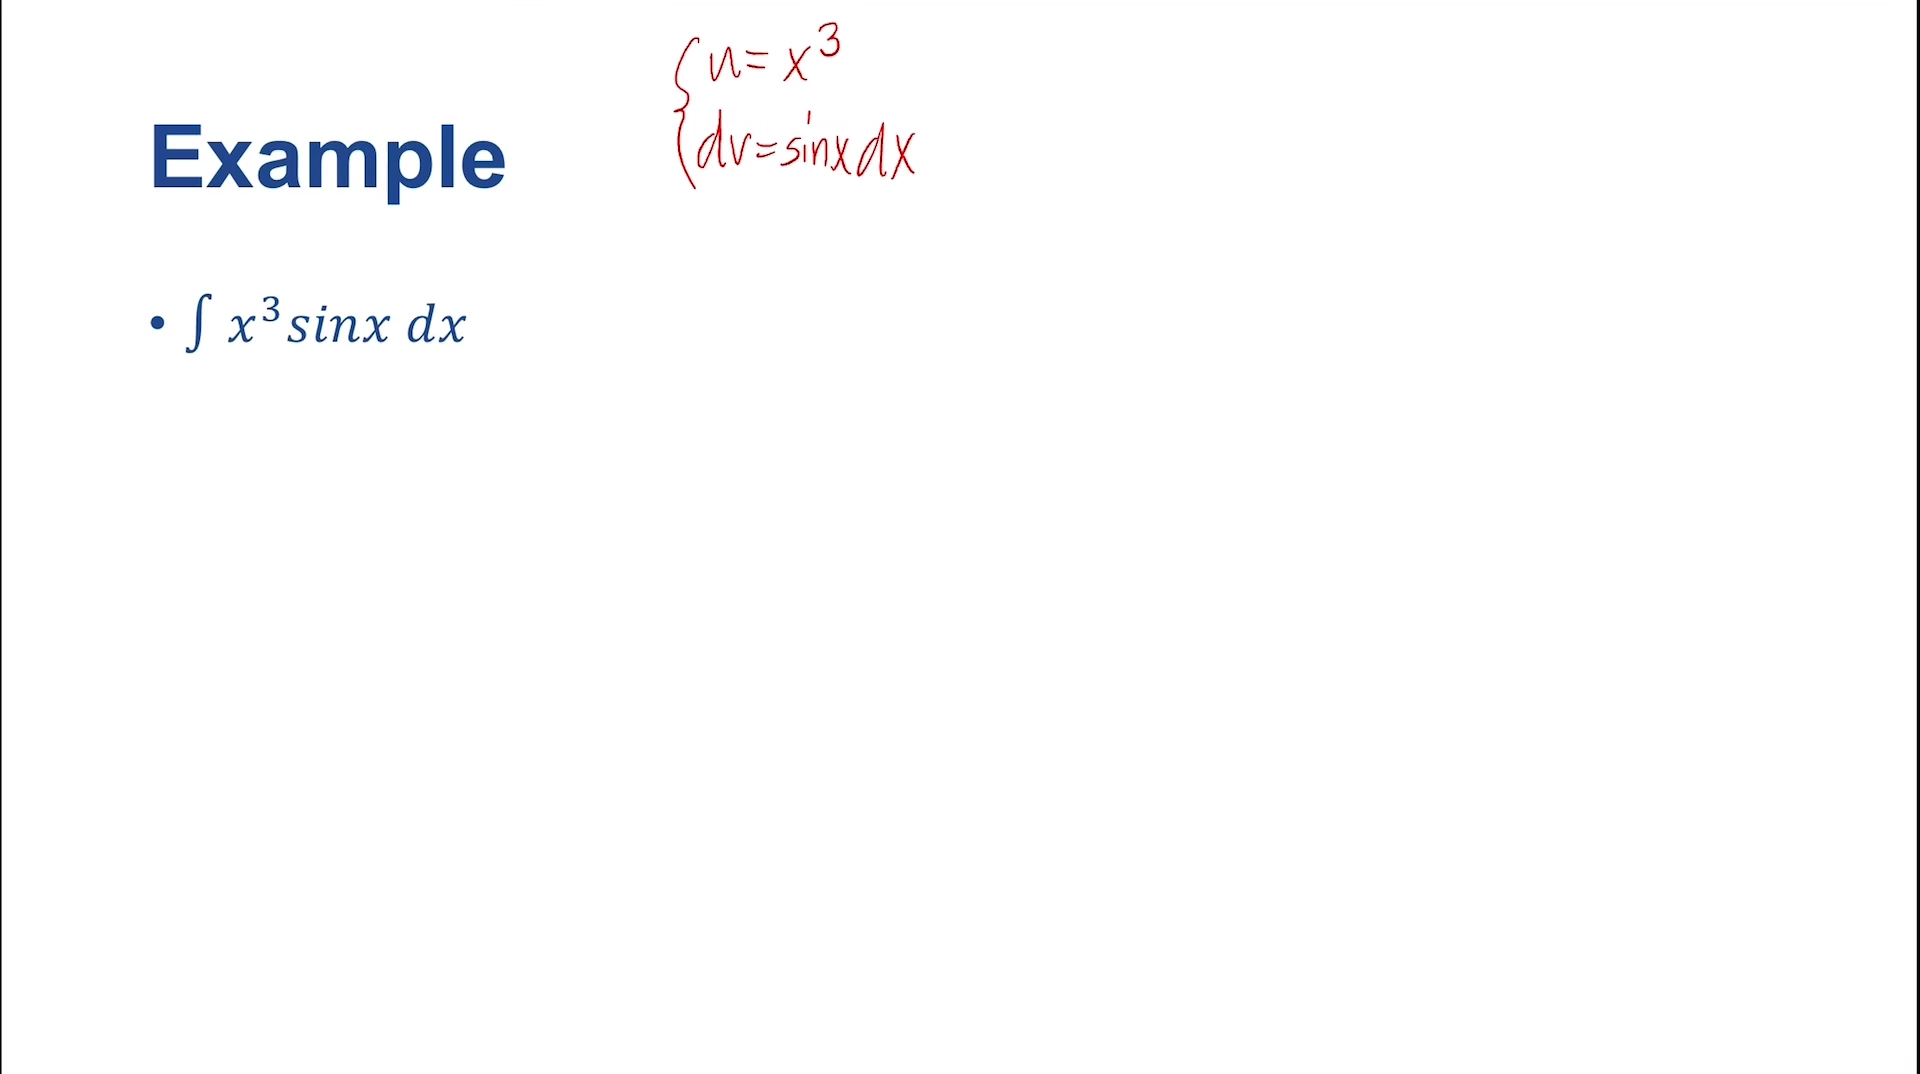 u = x³
dv = sinx dx
Example
• ∫ x³sinx dx